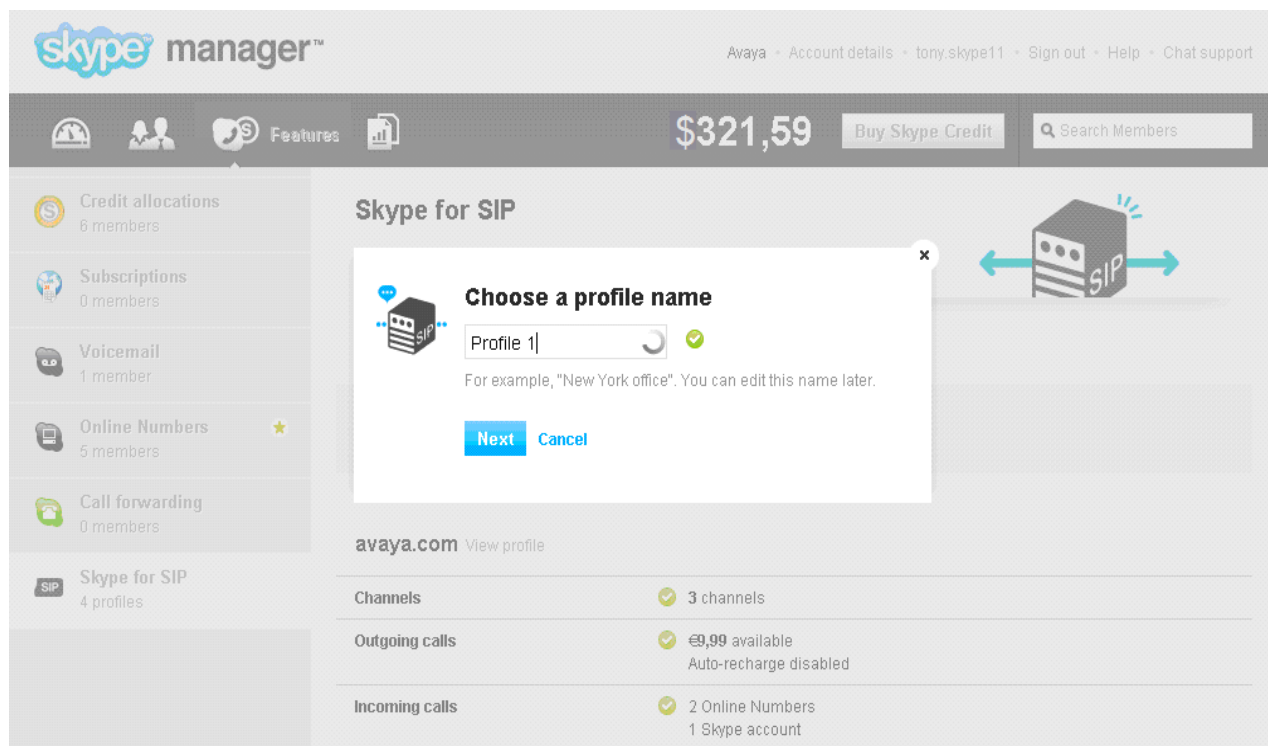 skype manager™
Avaya • Account details • tony.skype11 • Sign out • Help • Chat support
Features
$321,59
Buy Skype Credit
Search Members
Credit allocations
6 members
Subscriptions
0 members
Voicemail
1 member
Online Numbers
5 members
Call forwarding
0 members
SIP
Skype for SIP
4 profiles
Skype for SIP
SIP
x
SIP
Choose a profile name
Profile 1
For example, "New York office". You can edit this name later.
Next Cancel
avaya.com View profile
Channels 3 channels
Outgoing calls €9,99 available
Auto-recharge disabled
Incoming calls 2 Online Numbers
1 Skype account